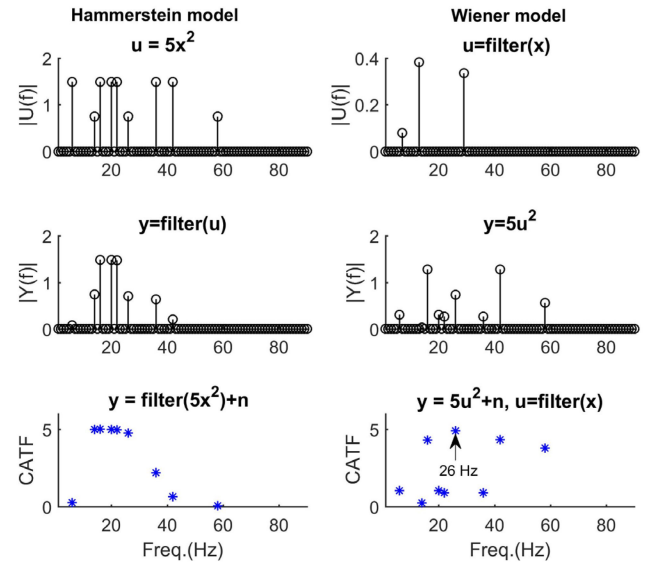 Hammerstein model
Wiener model
u = 5x²
u=filter(x)
|U(f)|
2
1
0
20 40 60 80
|U(f)|
0.4
0.2
0
20 40 60 80
y=filter(u)
y=5u²
|Y(f)|
2
1
0
20 40 60 80
|Y(f)|
2
1
0
20 40 60 80
y = filter(5x²)+n
y = 5u²+n, u=filter(x)
CATF
5
0
20 40 60 80
Freq.(Hz)
CATF
5
0
26 Hz
20 40 60 80
Freq.(Hz)